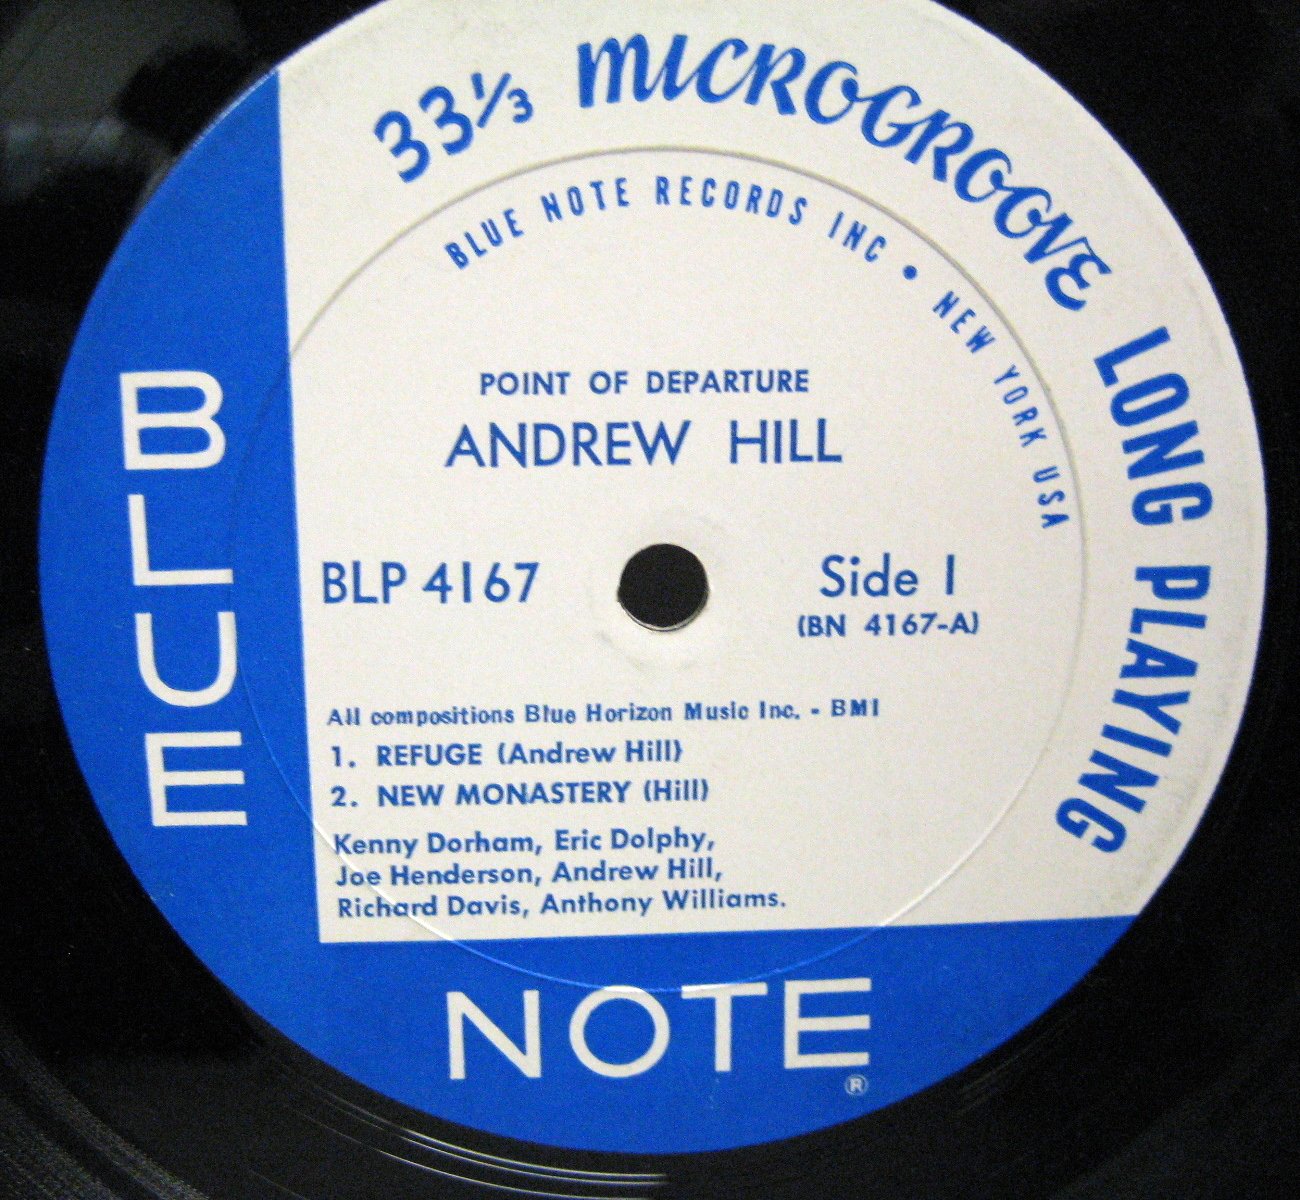 33⅓ MICROGROOVE LONG PLAYING
BLUE NOTE RECORDS INC • NEW YORK USA
POINT OF DEPARTURE
ANDREW HILL
BLP 4167
Side 1
(BN 4167-A)
All compositions Blue Horizon Music Inc. - BMI
1. REFUGE (Andrew Hill)
2. NEW MONASTERY (Hill)
Kenny Dorham, Eric Dolphy,
Joe Henderson, Andrew Hill,
Richard Davis, Anthony Williams.
BLUE
NOTE
®